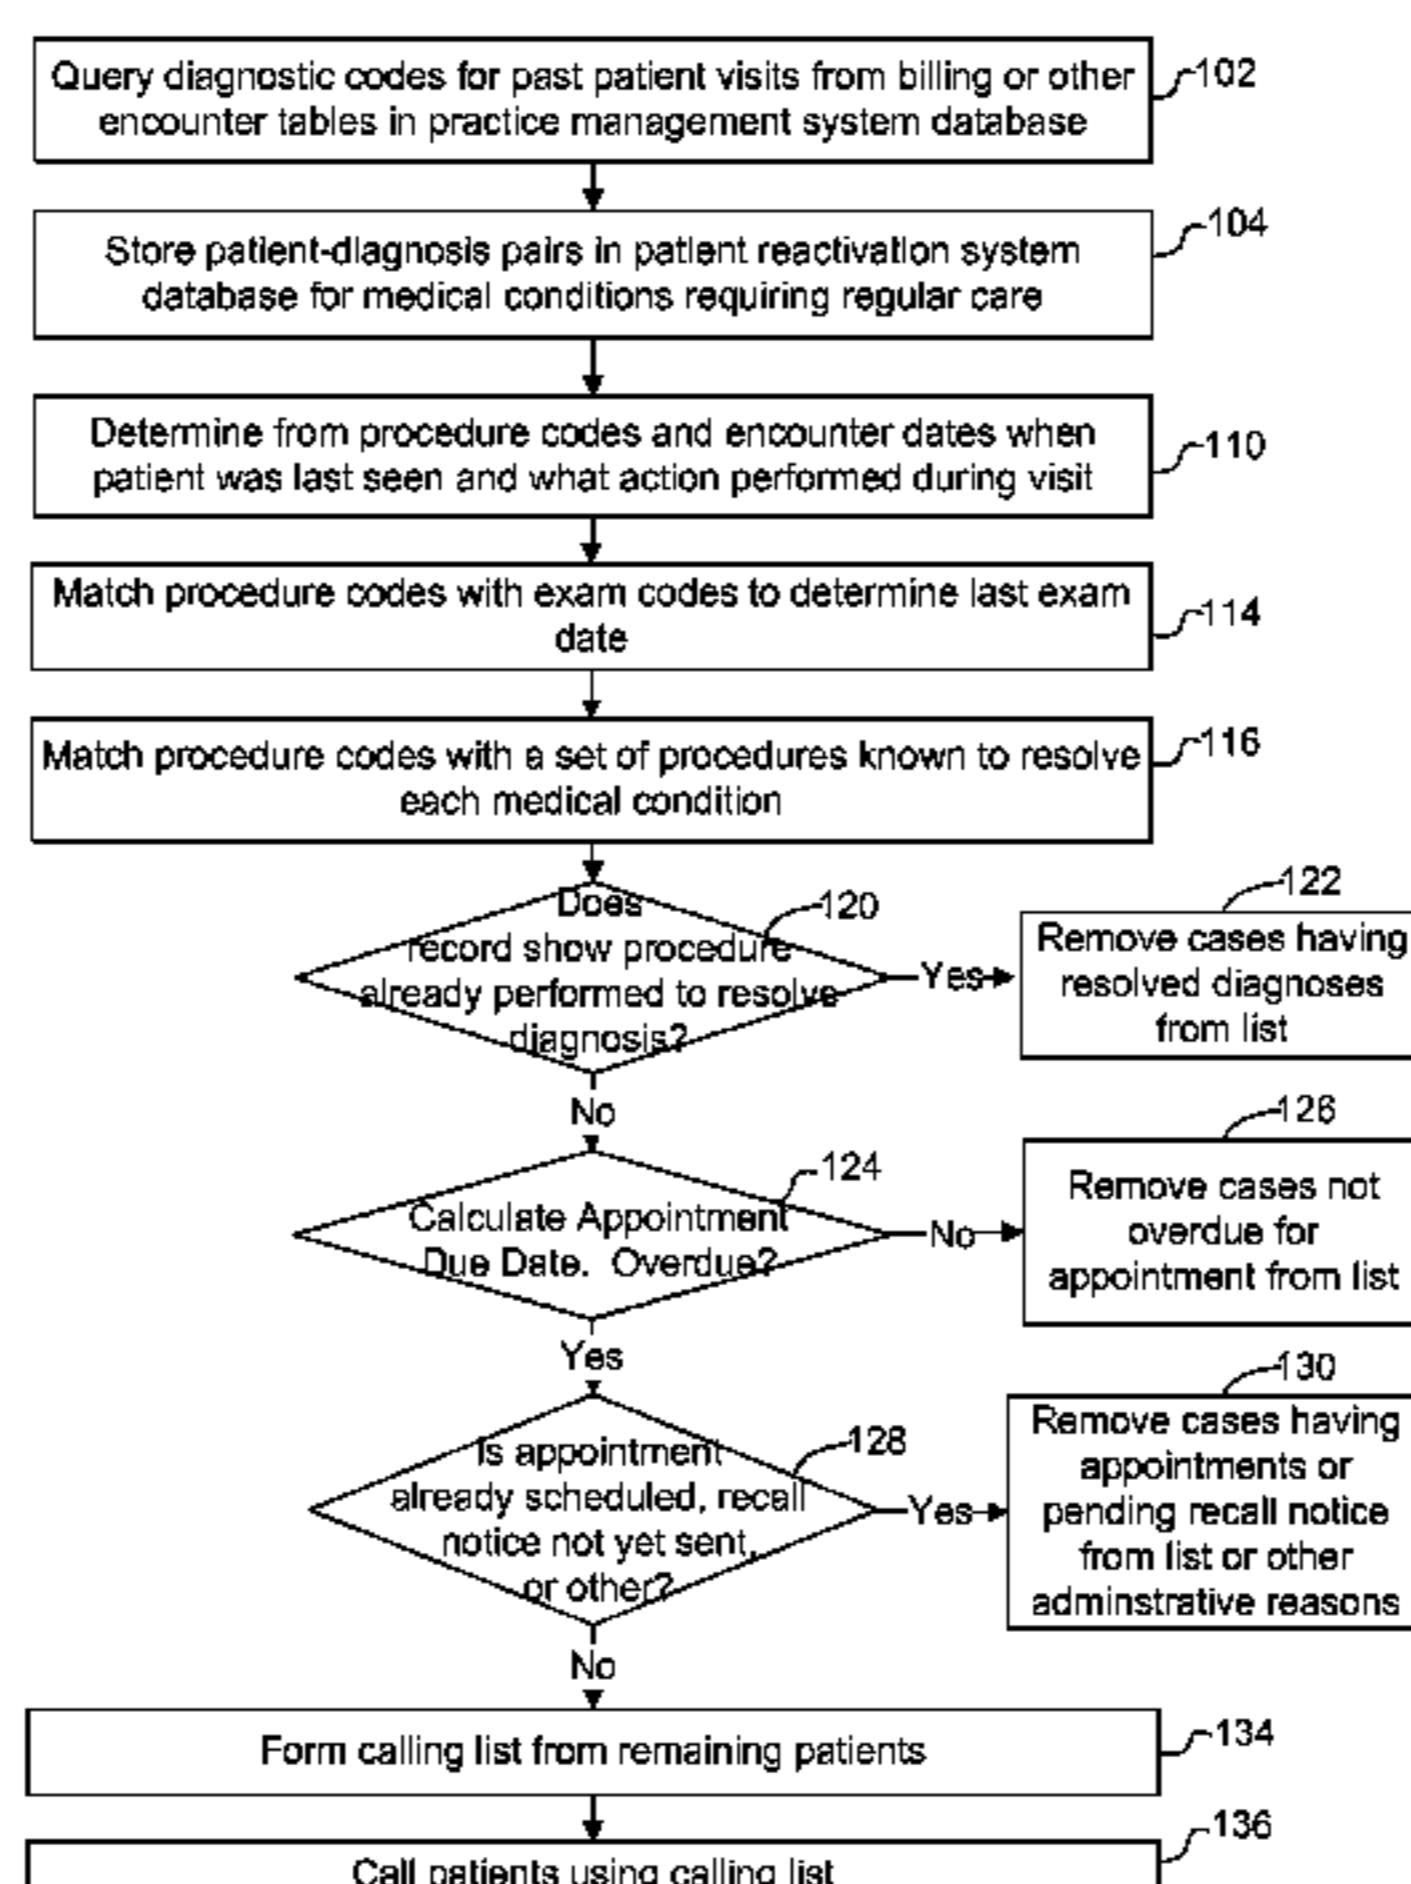 Query diagnostic codes for past patient visits from billing or other
encounter tables in practice management system database
102
Store patient-diagnosis pairs in patient reactivation system
database for medical conditions requiring regular care
104
Determine from procedure codes and encounter dates when
patient was last seen and what action performed during visit
110
Match procedure codes with exam codes to determine last exam
date
114
Match procedure codes with a set of procedures known to resolve
each medical condition
116
Does
record show procedure
already performed to resolve
diagnosis?
120
Yes
122
Remove cases having
resolved diagnoses
from list
No
Calculate Appointment
Due Date. Overdue?
124
No
126
Remove cases not
overdue for
appointment from list
Yes
Is appointment
already scheduled, recall
notice not yet sent,
or other?
128
Yes
130
Remove cases having
appointments or
pending recall notice
from list or other
adminstrative reasons
No
Form calling list from remaining patients
134
Call patients using calling list
136